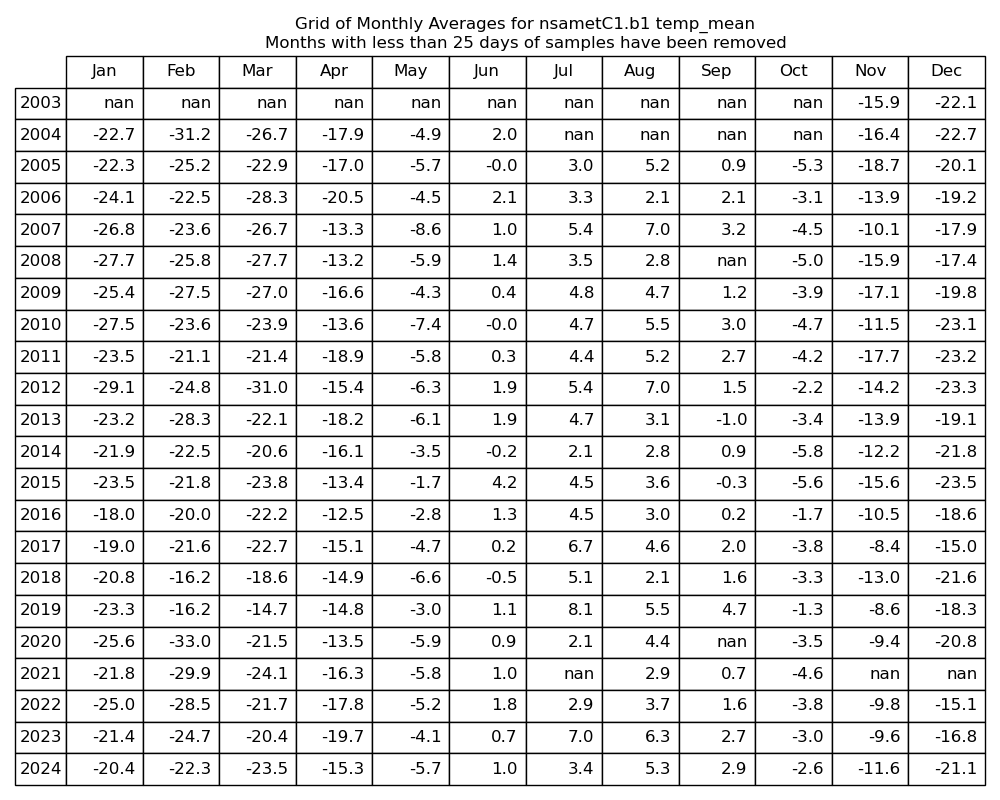 Grid of Monthly Averages for nsametC1.b1 temp_mean
Months with less than 25 days of samples have been removed
Jan Feb Mar Apr May Jun Jul Aug Sep Oct Nov Dec
2003 nan nan nan nan nan nan nan nan nan nan -15.9 -22.1
2004 -22.7 -31.2 -26.7 -17.9 -4.9 2.0 nan nan nan nan -16.4 -22.7
2005 -22.3 -25.2 -22.9 -17.0 -5.7 -0.0 3.0 5.2 0.9 -5.3 -18.7 -20.1
2006 -24.1 -22.5 -28.3 -20.5 -4.5 2.1 3.3 2.1 2.1 -3.1 -13.9 -19.2
2007 -26.8 -23.6 -26.7 -13.3 -8.6 1.0 5.4 7.0 3.2 -4.5 -10.1 -17.9
2008 -27.7 -25.8 -27.7 -13.2 -5.9 1.4 3.5 2.8 nan -5.0 -15.9 -17.4
2009 -25.4 -27.5 -27.0 -16.6 -4.3 0.4 4.8 4.7 1.2 -3.9 -17.1 -19.8
2010 -27.5 -23.6 -23.9 -13.6 -7.4 -0.0 4.7 5.5 3.0 -4.7 -11.5 -23.1
2011 -23.5 -21.1 -21.4 -18.9 -5.8 0.3 4.4 5.2 2.7 -4.2 -17.7 -23.2
2012 -29.1 -24.8 -31.0 -15.4 -6.3 1.9 5.4 7.0 1.5 -2.2 -14.2 -23.3
2013 -23.2 -28.3 -22.1 -18.2 -6.1 1.9 4.7 3.1 -1.0 -3.4 -13.9 -19.1
2014 -21.9 -22.5 -20.6 -16.1 -3.5 -0.2 2.1 2.8 0.9 -5.8 -12.2 -21.8
2015 -23.5 -21.8 -23.8 -13.4 -1.7 4.2 4.5 3.6 -0.3 -5.6 -15.6 -23.5
2016 -18.0 -20.0 -22.2 -12.5 -2.8 1.3 4.5 3.0 0.2 -1.7 -10.5 -18.6
2017 -19.0 -21.6 -22.7 -15.1 -4.7 0.2 6.7 4.6 2.0 -3.8 -8.4 -15.0
2018 -20.8 -16.2 -18.6 -14.9 -6.6 -0.5 5.1 2.1 1.6 -3.3 -13.0 -21.6
2019 -23.3 -16.2 -14.7 -14.8 -3.0 1.1 8.1 5.5 4.7 -1.3 -8.6 -18.3
2020 -25.6 -33.0 -21.5 -13.5 -5.9 0.9 2.1 4.4 nan -3.5 -9.4 -20.8
2021 -21.8 -29.9 -24.1 -16.3 -5.8 1.0 nan 2.9 0.7 -4.6 nan nan
2022 -25.0 -28.5 -21.7 -17.8 -5.2 1.8 2.9 3.7 1.6 -3.8 -9.8 -15.1
2023 -21.4 -24.7 -20.4 -19.7 -4.1 0.7 7.0 6.3 2.7 -3.0 -9.6 -16.8
2024 -20.4 -22.3 -23.5 -15.3 -5.7 1.0 3.4 5.3 2.9 -2.6 -11.6 -21.1